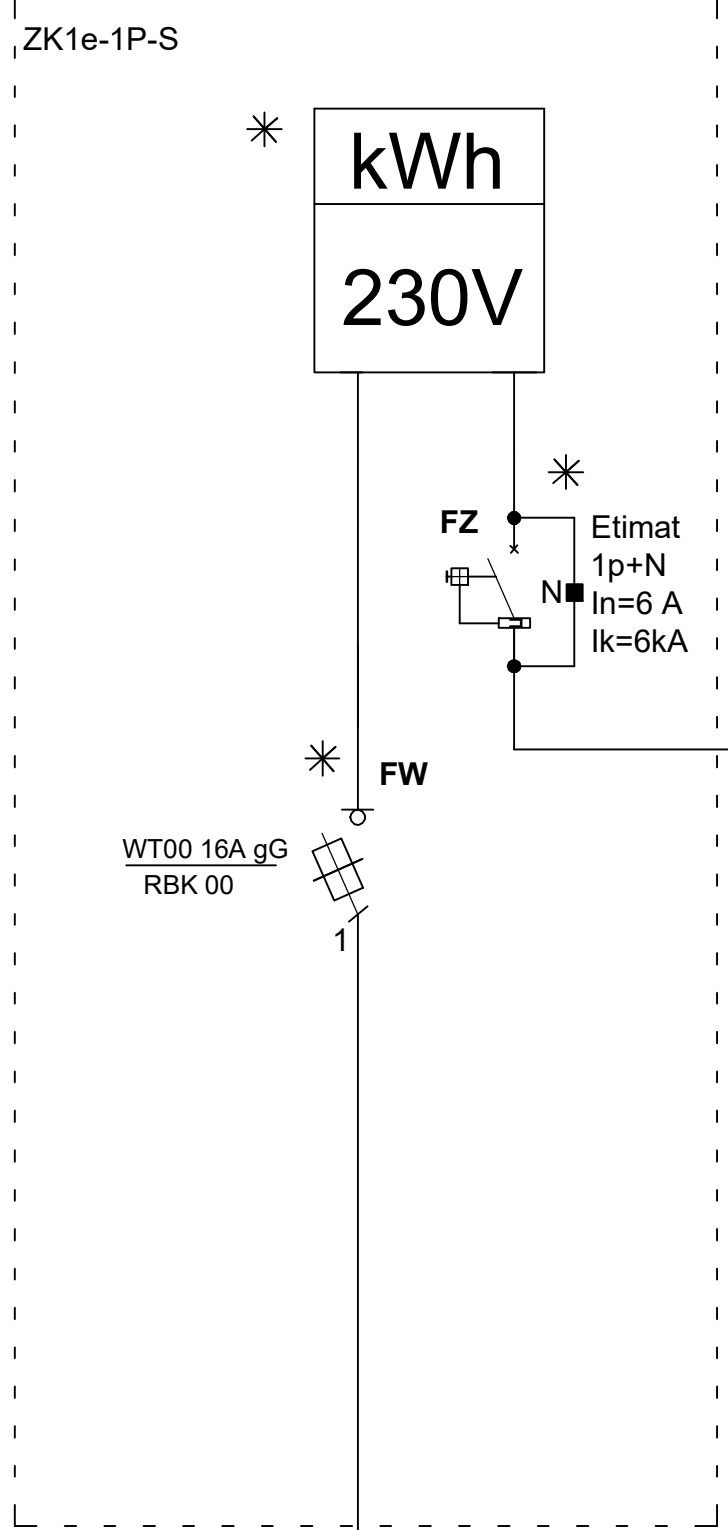 ZK1e-1P-S
kWh
230V
FZ
Etimat
1p+N
N
In=6 A
Ik=6kA
FW
WT00 16A gG
RBK 00
1